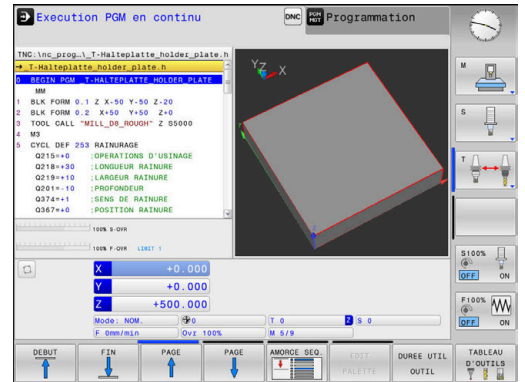 Execution PGM en continu
DNC
PGM MGT
Programmation
TNC:\nc_prog…\_T-Halteplatte_holder_plate.h
→_T-Halteplatte_holder_plate.h
0 BEGIN PGM _T-HALTEPLATTE_HOLDER_PLATE
MM
1 BLK FORM 0.1 Z X-50 Y-50 Z-20
2 BLK FORM 0.2 X+50 Y+50 Z+0
3 TOOL CALL "MILL_D8_ROUGH" Z S5000
4 M3
5 CYCL DEF 253 RAINURAGE
Q215=+0 ;OPERATIONS D'USINAGE
Q218=+30 ;LONGUEUR RAINURE
Q219=+10 ;LARGEUR RAINURE
Q201=-10 ;PROFONDEUR
Q374=+1 ;SENS DE RAINURE
Q367=+0 ;POSITION RAINURE
Y Z X
Z
100% S-OVR
100% F-OVR LIMIT 1
X +0.000
Y +0.000
Z +500.000
Mode: NOM. 0 T 0 Z S 0
F 0mm/min Ovr 100% M 5/9
M
S
T
S100%
OFF ON
F100%
OFF ON
DEBUT
FIN
PAGE
PAGE
AMORCE SEQ.
EDIT PALETTE
DUREE UTIL OUTIL
TABLEAU D'OUTILS